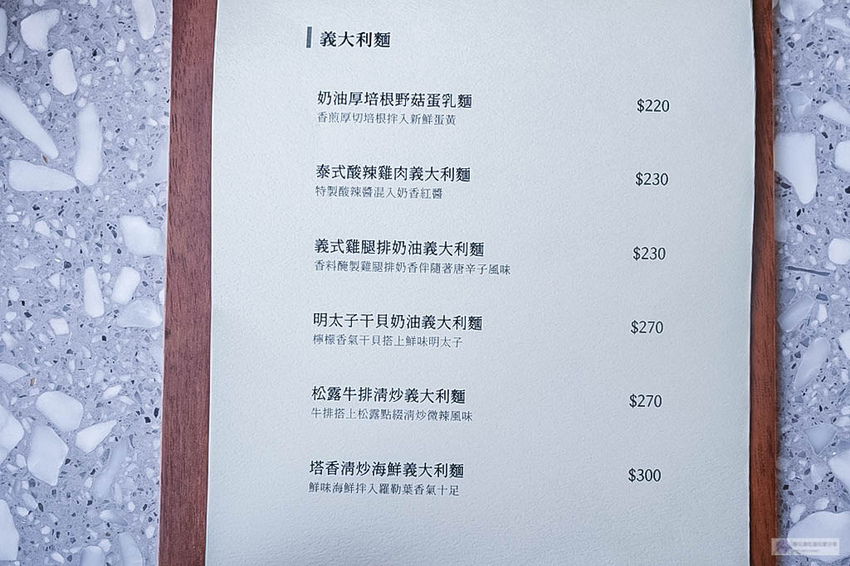 義大利麵
奶油厚培根野菇蛋乳麵 $220
香煎厚切培根拌入新鮮蛋黃
泰式酸辣雞肉義大利麵 $230
特製酸辣醬混入奶香紅醬
義式雞腿排奶油義大利麵 $230
香料醃製雞腿排奶香伴隨著唐辛子風味
明太子干貝奶油義大利麵 $270
檸檬香氣干貝搭上鮮味明太子
松露牛排清炒義大利麵 $270
牛排搭上松露點綴清炒微辣風味
塔香清炒海鮮義大利麵 $300
鮮味海鮮拌入羅勒葉香氣十足